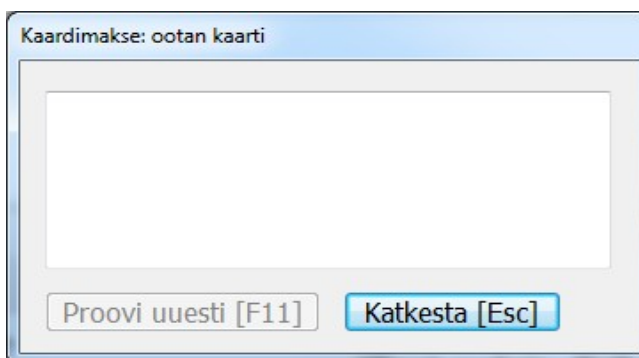 Kaardimakse: ootan kaarti
Proovi uuesti [F11] Katkesta [Esc]